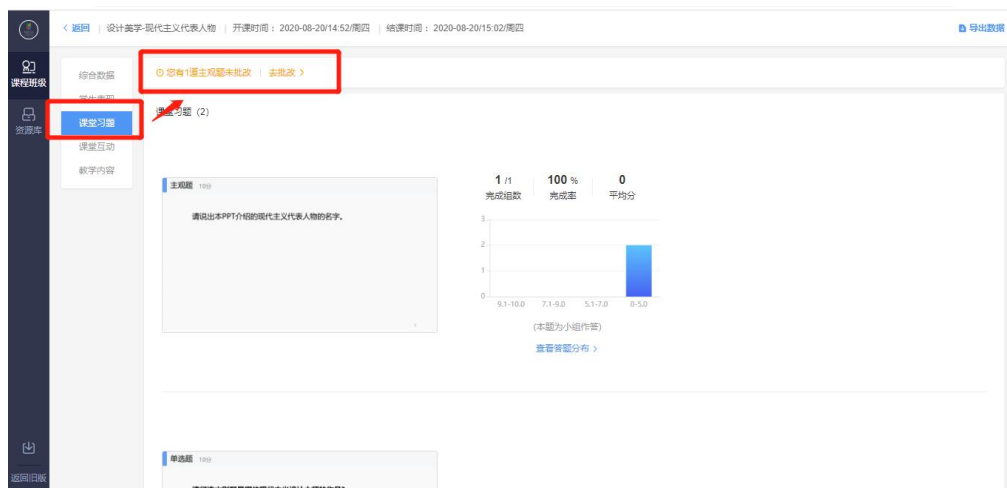 返回 设计美学-现代主义代表人物 开课时间： 2020-08-20/14:52/周四 结课时间： 2020-08-20/15:02/周四 导出数据
课程班级
资源库
综合数据
课堂习题
课堂互动
教学内容
您有1道主观题未批改 去批改
课堂习题 (2)
主观题 10分
请说出本PPT介绍的现代主义代表人物的名字。
1 /1 100 % 0
完成组数 完成率 平均分
3
2
1
0
9.1-10.0 7.1-9.0 5.1-7.0 0-5.0
(本题为小组作答)
查看答题分布
单选题 10分
返回旧版